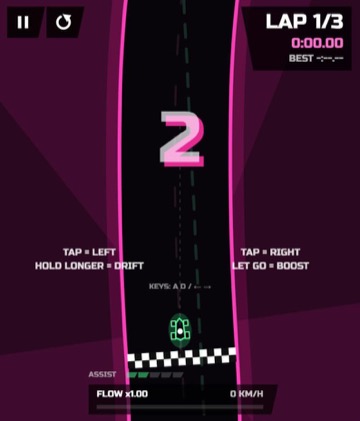 LAP 1/3
0:00.00
BEST -:--.--
2
TAP = LEFT
HOLD LONGER = DRIFT
TAP = RIGHT
LET GO = BOOST
KEYS: A D / ← →
ASSIST
FLOW x1.00
0 KM/H